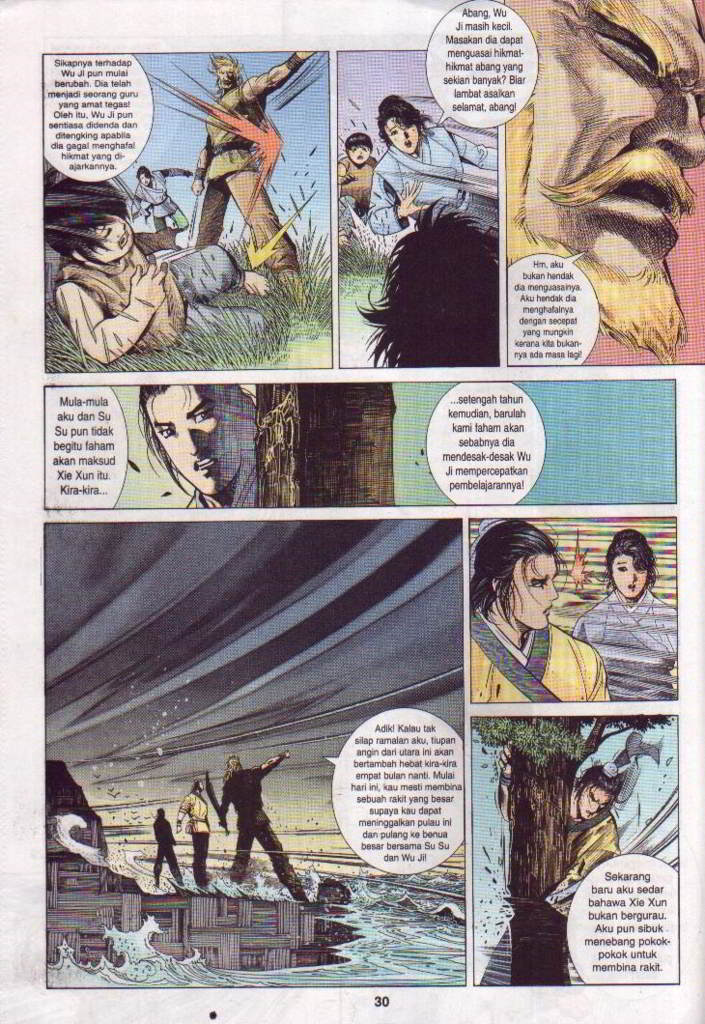 Sikapnya terhadap
Wu Ji pun mulai
berubah. Dia telah
menjadi seorang guru
yang amat tegas!
Oleh itu, Wu Ji pun
sentiasa didenda dan
ditengking apabila
dia gagal menghafal
hikmat yang di-
ajarkannya.
Abang, Wu
Ji masih kecil.
Masakan dia dapat
menguasai hikmat-
hikmat abang yang
sekian banyak? Biar
lambat asalkan
selamat, abang!
Hm, aku
bukan hendak dia
menguasainya.
Aku hendak dia
menghafalnya
dengan secepat
yang mungkin
kerana kita bukan-
nya ada masa lagi!
Mula-mula
aku dan Su
Su pun tidak
begitu faham
akan maksud
Xie Xun itu.
Kira-kira...
...setengah tahun
kemudian, barulah
kami faham akan
sebabnya dia
mendesak-desak Wu
Ji mempercepatkan
pembelajarannya!
Adik! Kalau tak
silap ramalan aku, tiupan
angin dari utara ini akan
bertambah hebat kira-kira
empat bulan nanti. Mulai
hari ini, kau mesti membina
sebuah rakit yang besar
supaya kau dapat
meninggalkan pulau ini
dan pulang ke benua
besar bersama Su Su
dan Wu Ji!
Sekarang
baru aku sedar
bahawa Xie Xun
bukan bergurau.
Aku pun sibuk
menebang pokok-
pokok untuk
membina rakit.
30